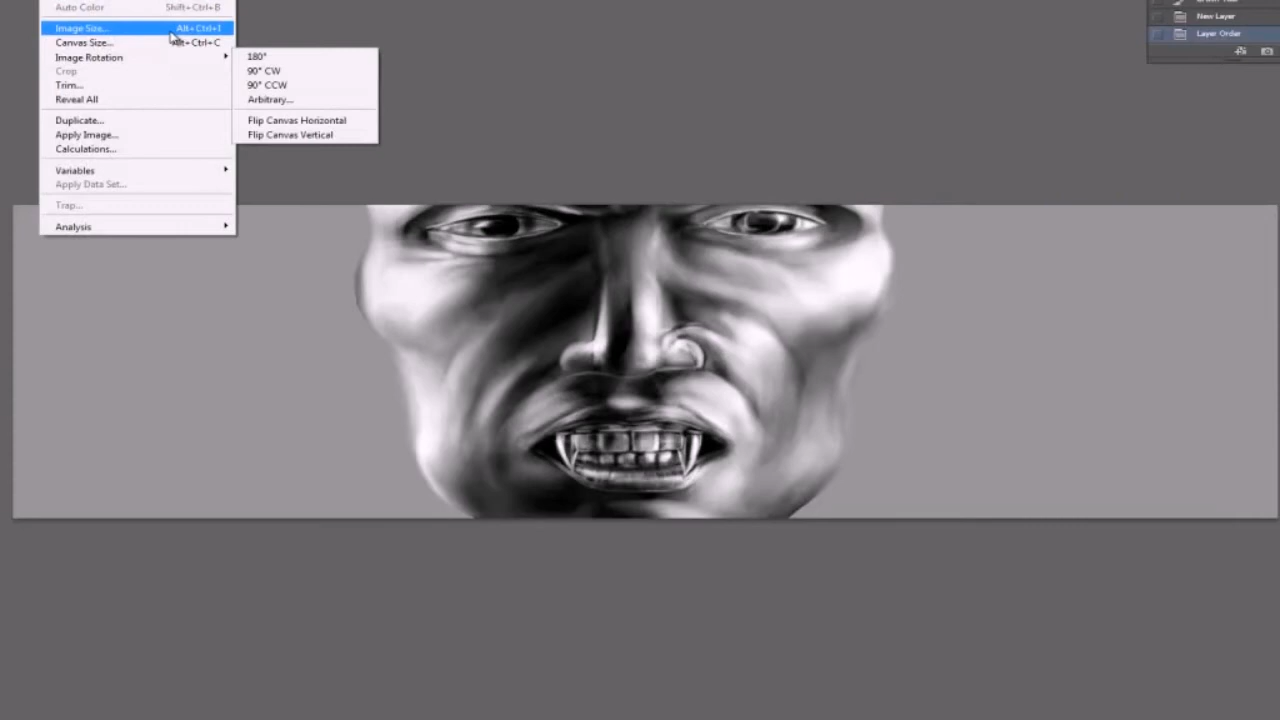 Auto Color Shift+Ctrl+B
Image Size... Alt+Ctrl+I
Canvas Size... Alt+Ctrl+C
Image Rotation
Crop
Trim...
Reveal All
Duplicate...
Apply Image...
Calculations...
Variables
Apply Data Set...
Trap...
Analysis
180°
90° CW
90° CCW
Arbitrary...
Flip Canvas Horizontal
Flip Canvas Vertical
New Layer
Layer Order